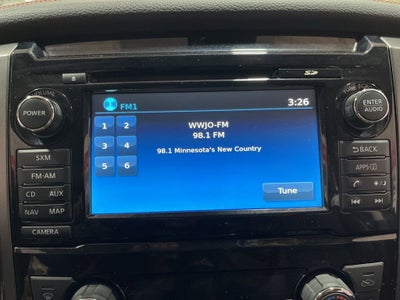 SD
VOLUME
POWER
FM1
3:26
ENTER
AUDIO
1 2
WWJO-FM
98.1 FM
3 4
98.1 Minnesota's New Country
5 6
Tune
SXM
FM-AM
CD AUX
NAV MAP
CAMERA
BACK
APPS